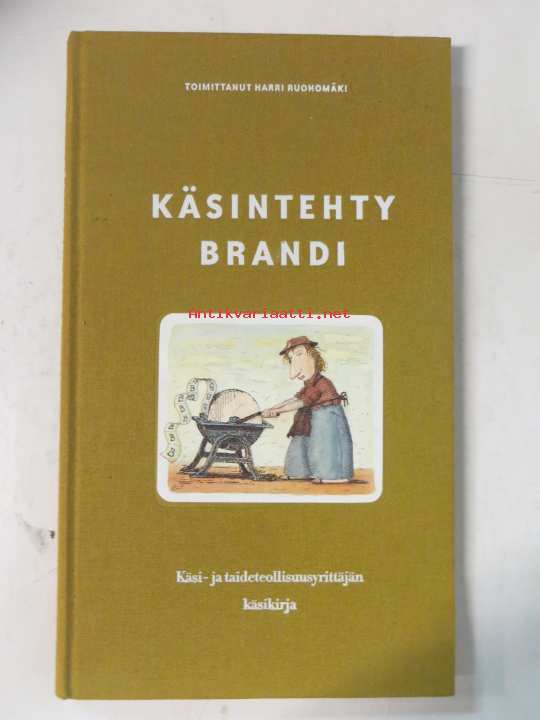 TOIMITTANUT HARRI RUOHOMÄKI
KÄSINTEHTY
BRANDI
Antikvariaatti.net
Käsi- ja taideteollisuusyrittäjän
käsikirja